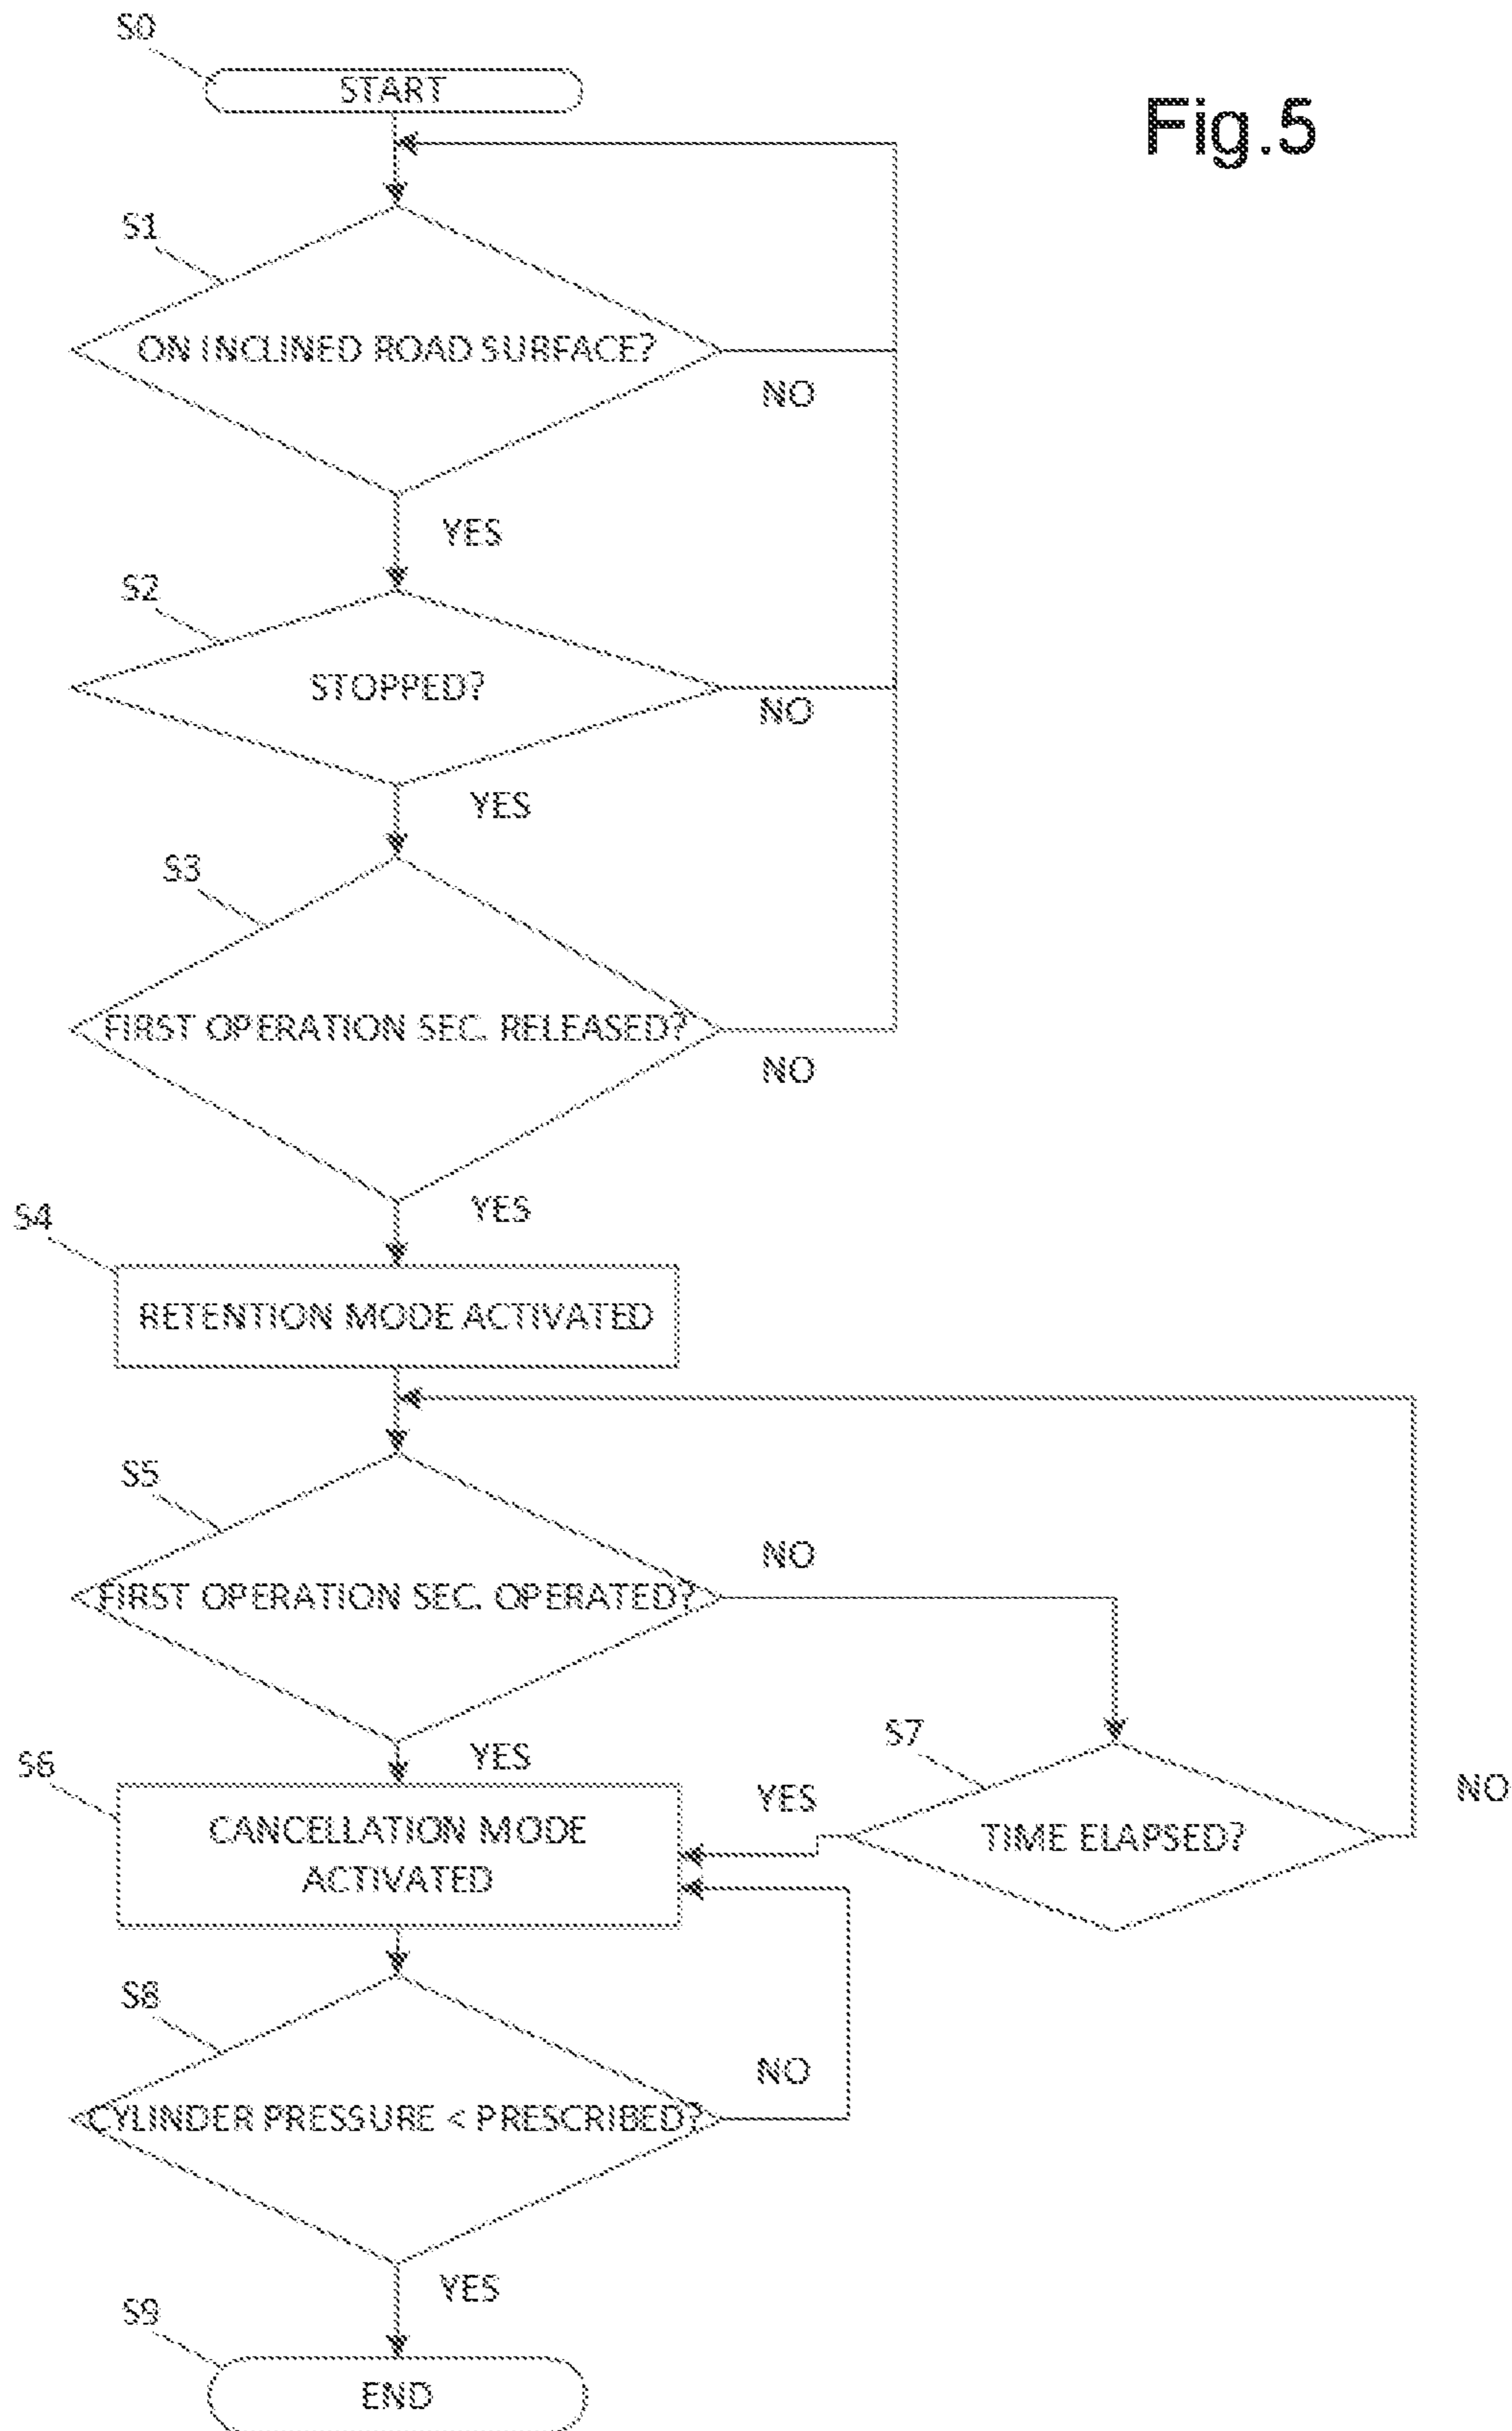 S0
START
Fig.5
S1
ON INCLINED ROAD SURFACE?
NO
YES
S2
STOPPED?
NO
YES
S3
FIRST OPERATION SEC. RELEASED?
NO
YES
S4
RETENTION MODE ACTIVATED
S5
NO
FIRST OPERATION SEC. OPERATED?
S7
YES
S6
YES
NO
CANCELLATION MODE
ACTIVATED
TIME ELAPSED?
S8
NO
CYLINDER PRESSURE < PRESCRIBED?
YES
S9
END